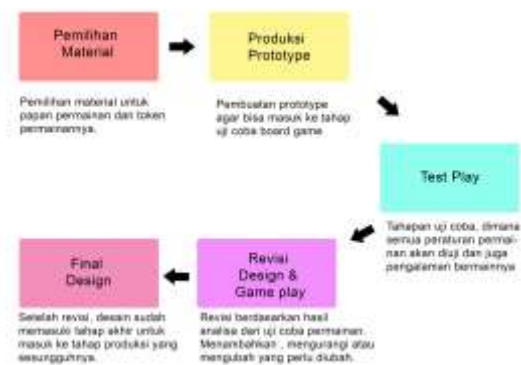 Pemilihan
Material
Produksi
Prototype
Pemilihan material untuk
papan permainan dan token
permainannya.
Pembuatan prototype
agar bisa masuk ke tahap
uji coba board game
Test Play
Tahapan uji coba, dimana
semua peraturan permai-
nan akan diuji dan juga
pengalaman bermainnya
Revisi
Design &
Game play
Final
Design
Revisi berdasarkan hasil
analisa dari uji coba permainan.
Menambahkan , mengurangi atau
mengubah yang perlu diubah.
Setelah revisi, desain sudah
memasuki tahap akhir untuk
masuk ke tahap produksi yang
sesungguhnya.